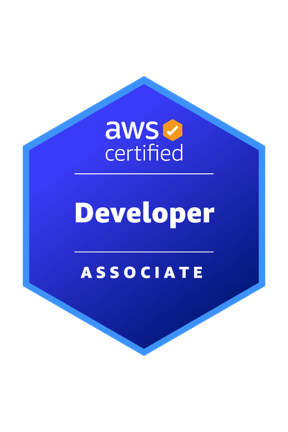 aws
certified
Developer
ASSOCIATE